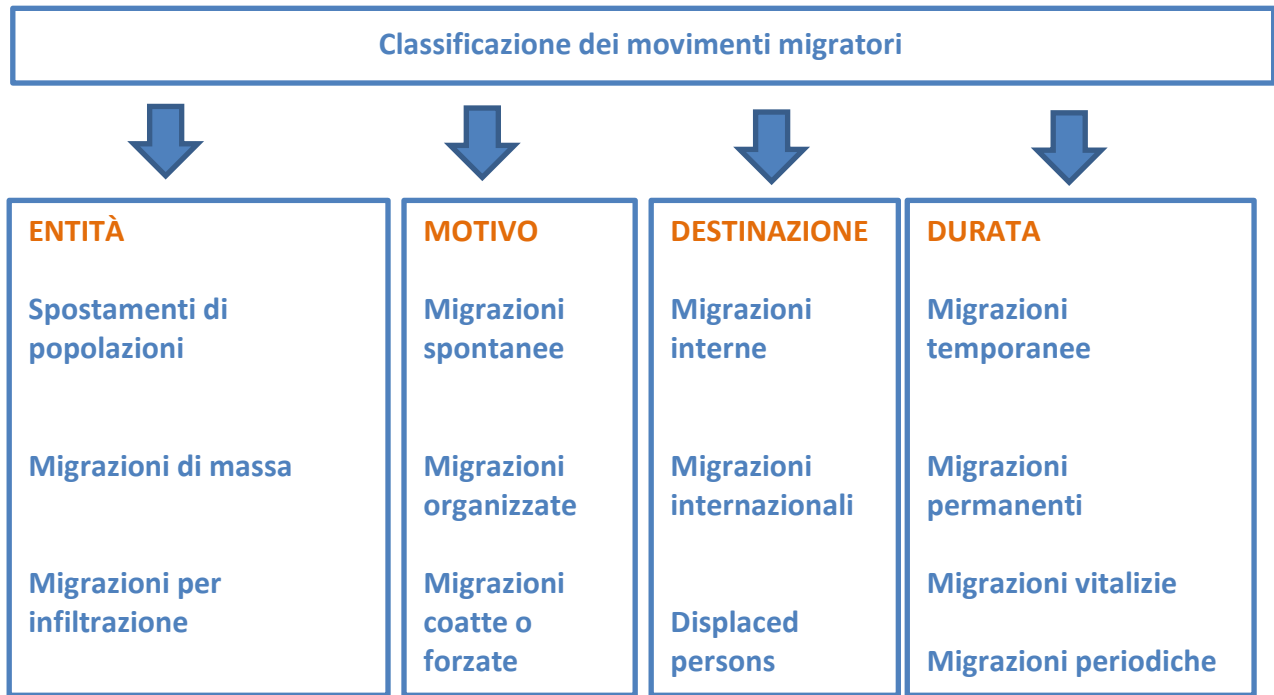 Classificazione dei movimenti migratori
ENTITÀ
Spostamenti di
popolazioni
Migrazioni di massa
Migrazioni per
infiltrazione
MOTIVO
Migrazioni
spontanee
Migrazioni
organizzate
Migrazioni
coatte o
forzate
DESTINAZIONE
Migrazioni
interne
Migrazioni
internazionali
Displaced
persons
DURATA
Migrazioni
temporanee
Migrazioni
permanenti
Migrazioni vitalizie
Migrazioni periodiche